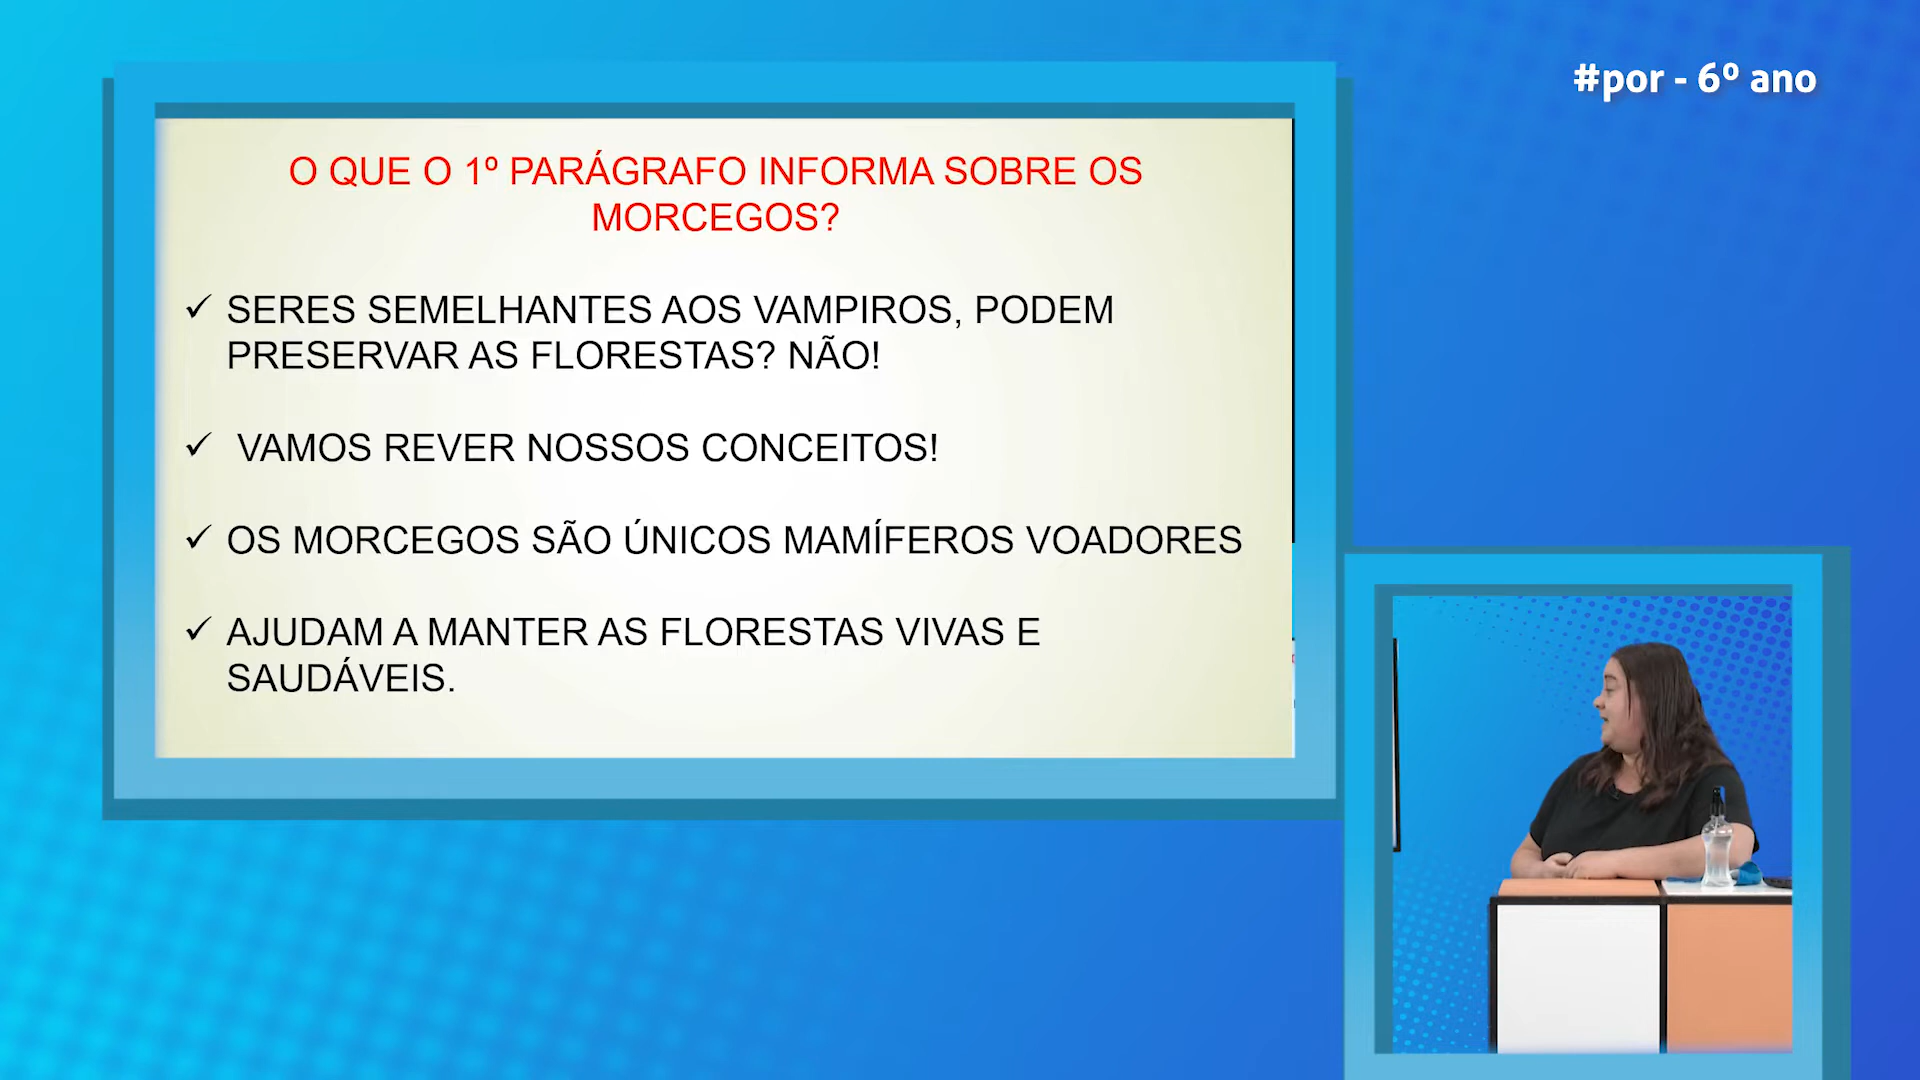 #por - 6º ano
O QUE O 1º PARÁGRAFO INFORMA SOBRE OS
MORCEGOS?
✓ SERES SEMELHANTES AOS VAMPIROS, PODEM
PRESERVAR AS FLORESTAS? NÃO!
✓ VAMOS REVER NOSSOS CONCEITOS!
✓ OS MORCEGOS SÃO ÚNICOS MAMÍFEROS VOADORES
✓ AJUDAM A MANTER AS FLORESTAS VIVAS E
SAUDÁVEIS.